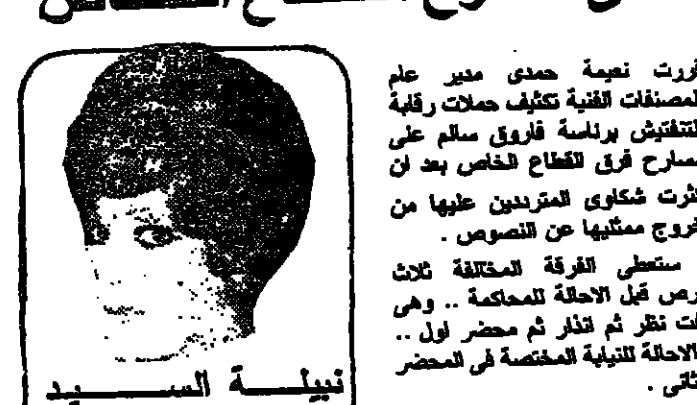 قررت نعيمة حمدى مدير عام
المصنفات الفنية تكثيف حملات رقابة
التفتيش برئاسة فاروق سالم على
مسارح فرق القطاع الخاص بعد ان
كثرت شكاوى المترددين عليها من
خروج ممثليها عن النصوص .
ستعطى الفرقة المخالفة ثلاث
فرص قبل الاحالة للمحاكمة .. وهى
لفت نظر ثم انذار ثم محضر اول ..
الاحالة للنيابة المختصة فى المحضر
الثانى .
نبيلة السيد